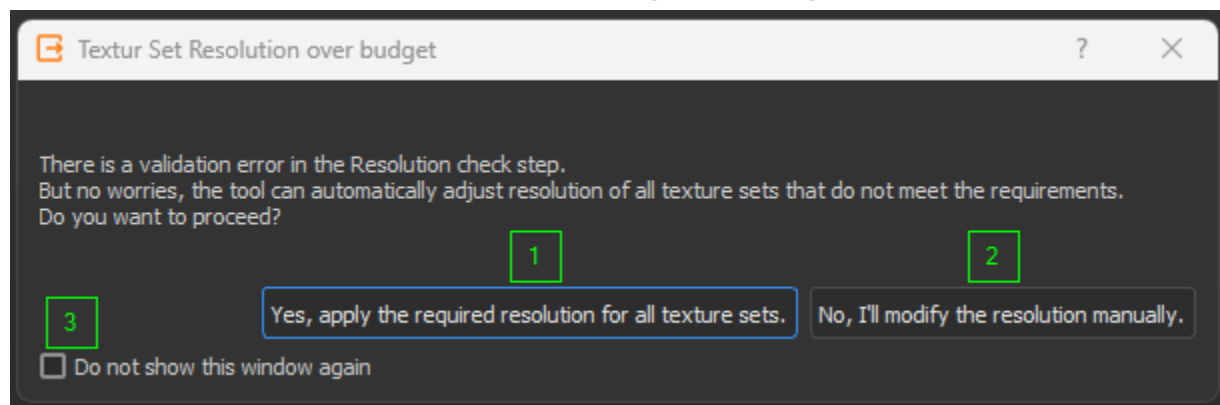 Textur Set Resolution over budget ?
There is a validation error in the Resolution check step.
But no worries, the tool can automatically adjust resolution of all texture sets that do not meet the requirements.
Do you want to proceed?
1 2
3 Yes, apply the required resolution for all texture sets. No, I'll modify the resolution manually.
Do not show this window again